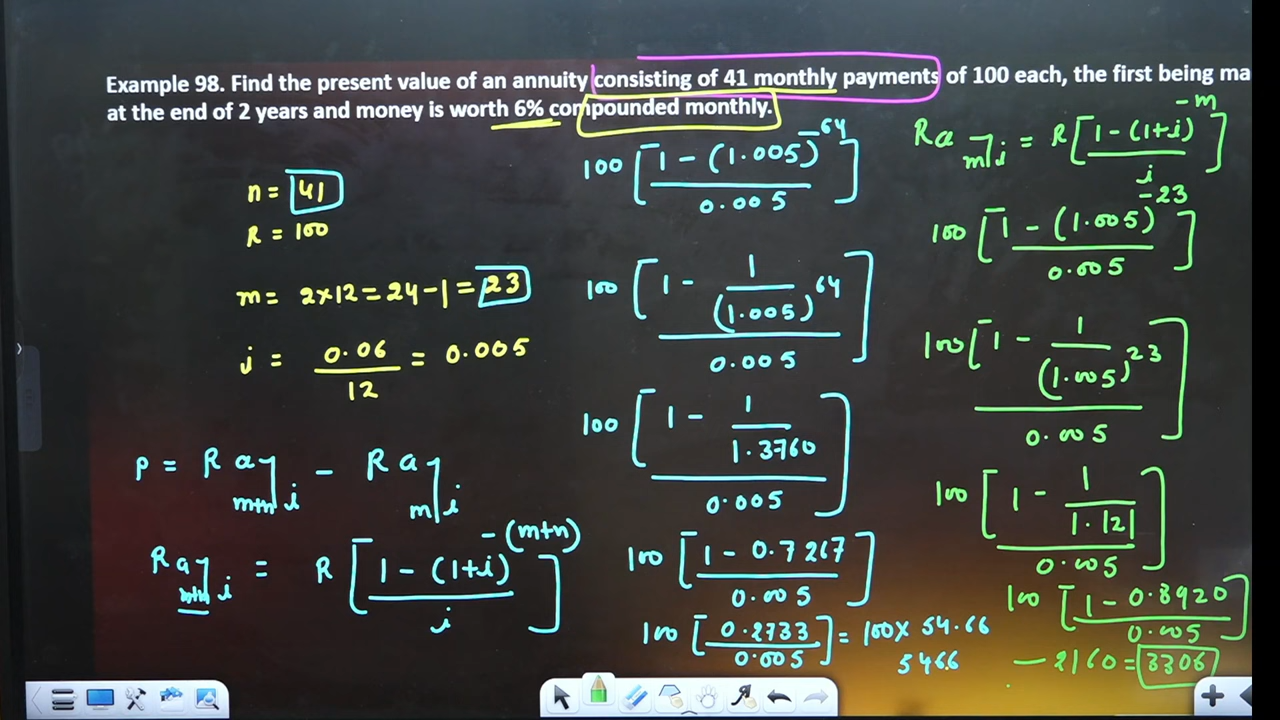 Example 98. Find the present value of an annuity consisting of 41 monthly payments of 100 each, the first being ma
at the end of 2 years and money is worth 6% compounded monthly.
n = 41
R = 100
m = 2×12 = 24 - 1 = 23
i = 0.06/12 = 0.005
P = R a m+n i - R a m i
R a m+n i = R [1 - (1+i)^-(m+n) / i]
100 [1 - (1.005)^-64 / 0.005]
100 [1 - 1/(1.005)^64 / 0.005]
100 [1 - 1/1.3760 / 0.005]
100 [1 - 0.7267 / 0.005]
100 [0.2733 / 0.005] = 100 × 54.66
5466
R a m i = R [1 - (1+i)^-m / i]
100 [1 - (1.005)^-23 / 0.005]
100 [1 - 1/(1.005)^23 / 0.005]
100 [1 - 1/1.121 / 0.005]
100 [1 - 0.8920 / 0.005]
- 2160 = 3306